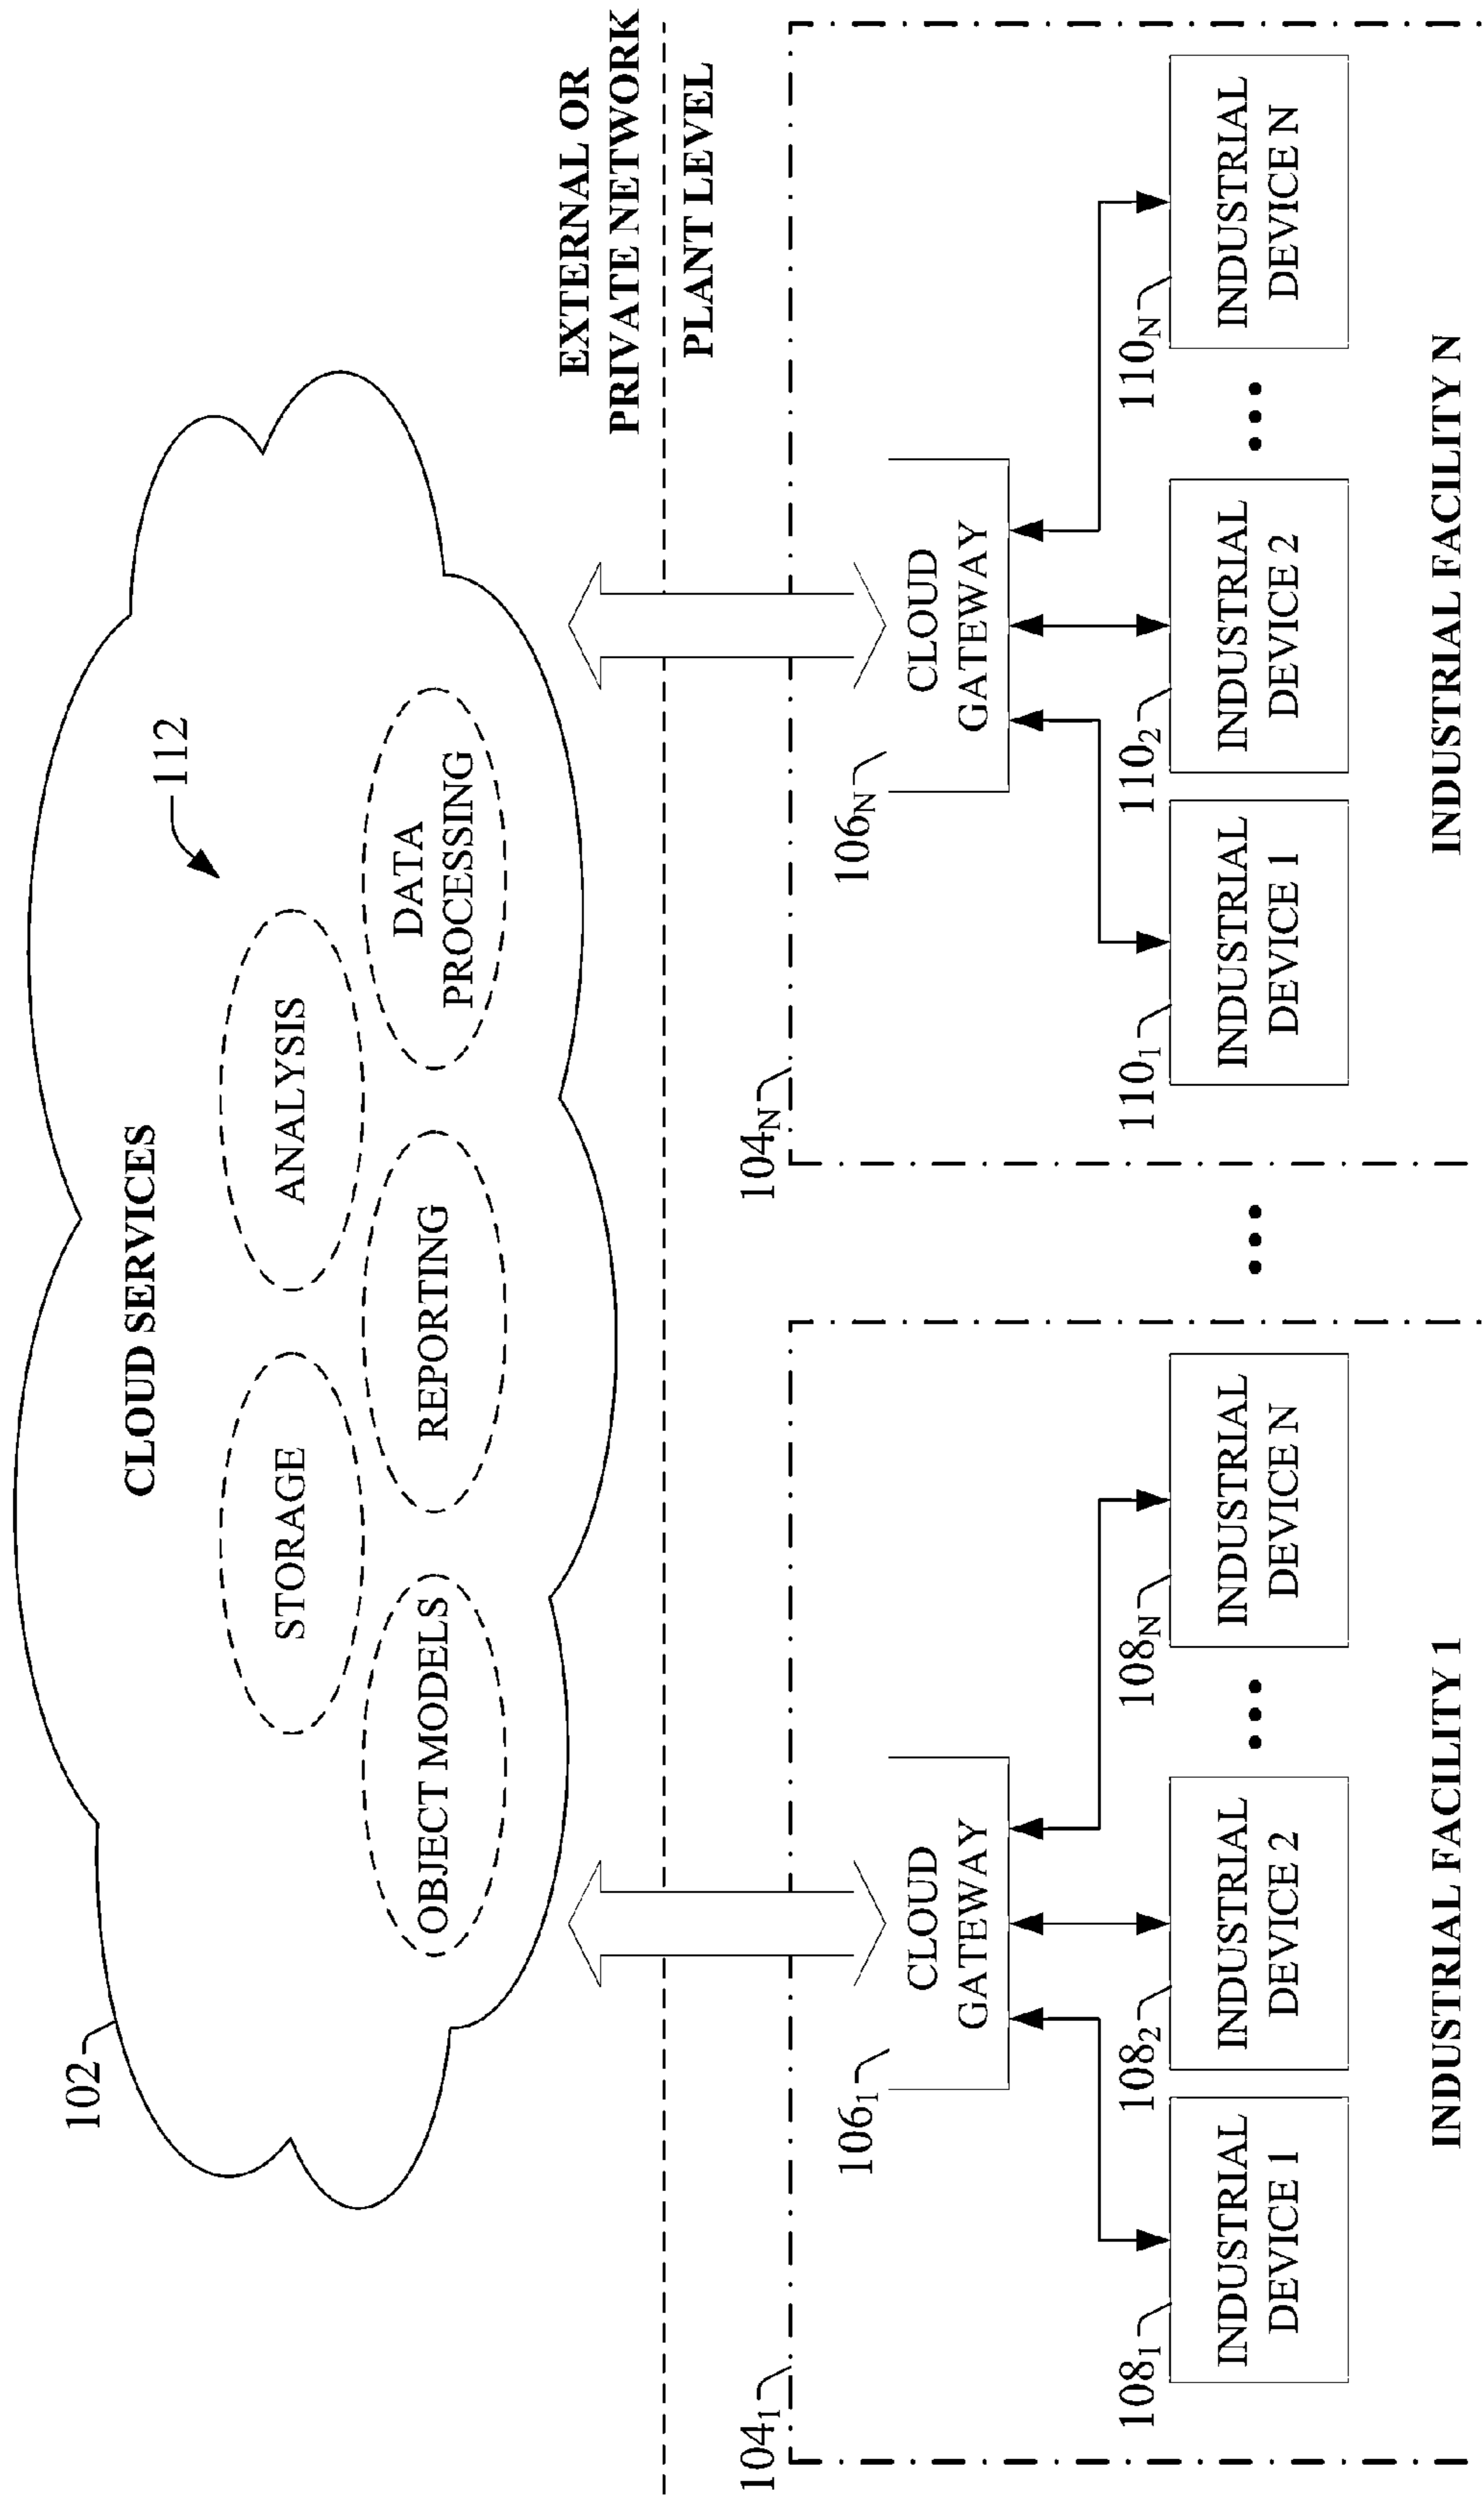 102
CLOUD SERVICES
112
STORAGE
ANALYSIS
OBJECT MODELS
REPORTING
DATA
PROCESSING
EXTERNAL OR
PRIVATE NETWORK
PLANT LEVEL
104₁
106₁
CLOUD
GATEWAY
108₁
INDUSTRIAL
DEVICE 1
108₂
INDUSTRIAL
DEVICE 2
•••
108ₙ
INDUSTRIAL
DEVICE N
INDUSTRIAL FACILITY 1
•••
104ₙ
106ₙ
CLOUD
GATEWAY
110₁
INDUSTRIAL
DEVICE 1
110₂
INDUSTRIAL
DEVICE 2
•••
110ₙ
INDUSTRIAL
DEVICE N
INDUSTRIAL FACILITY N